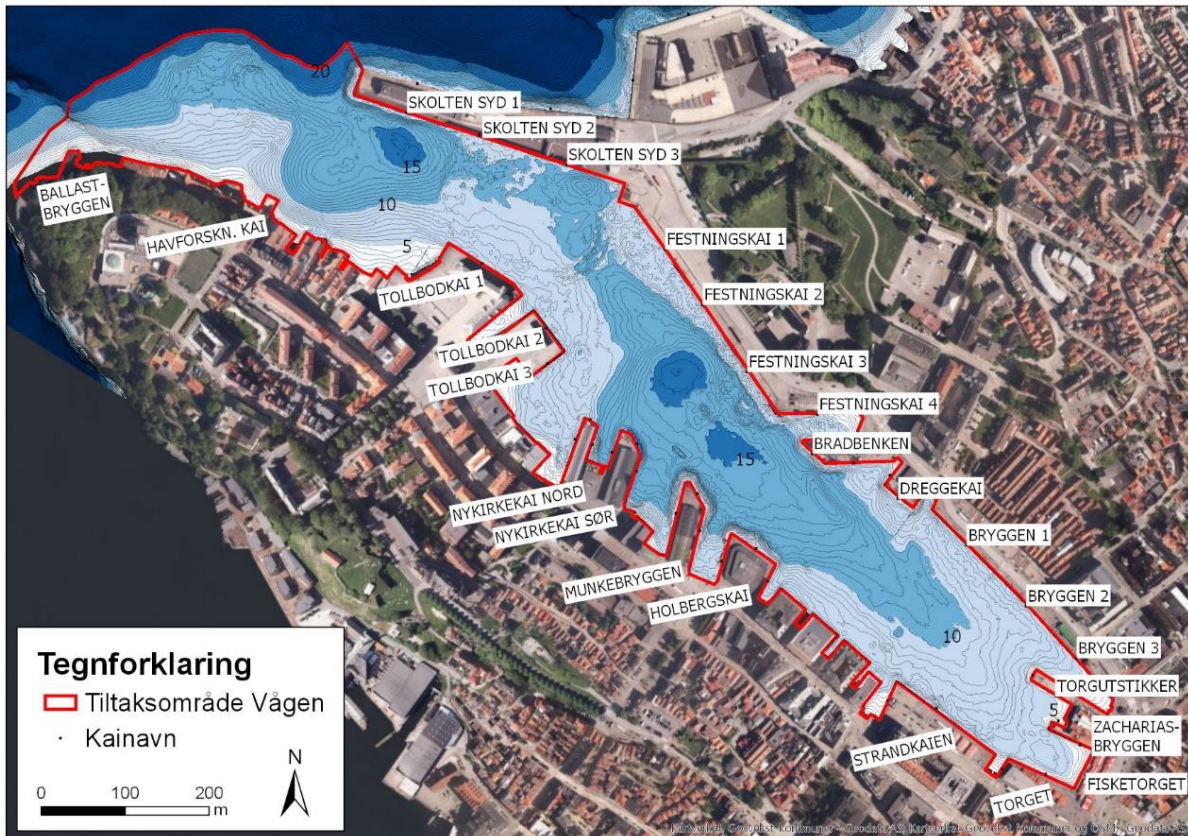 20
SKOLTEN SYD 1
SKOLTEN SYD 2
SKOLTEN SYD 3
15
10
BALLAST-
BRYGGEN
HAVFORSKN. KAI
5
TOLLBODKAI 1
FESTNINGSKAI 1
FESTNINGSKAI 2
TOLLBODKAI 2
TOLLBODKAI 3
FESTNINGSKAI 3
FESTNINGSKAI 4
BRADBENKEN
15
DREGGEKAI
NYKIRKEKAI NORD
NYKIRKEKAI SØR
BRYGGEN 1
MUNKEBRYGGEN
HOLBERGSKAI
BRYGGEN 2
10
BRYGGEN 3
TORGUTSTIKKER
5
ZACHARIAS-
BRYGGEN
STRANDKAIEN
FISKETORGET
TORGET
Tegnforklaring
Tiltaksområde Vågen
Kainavn
N
0 100 200
m